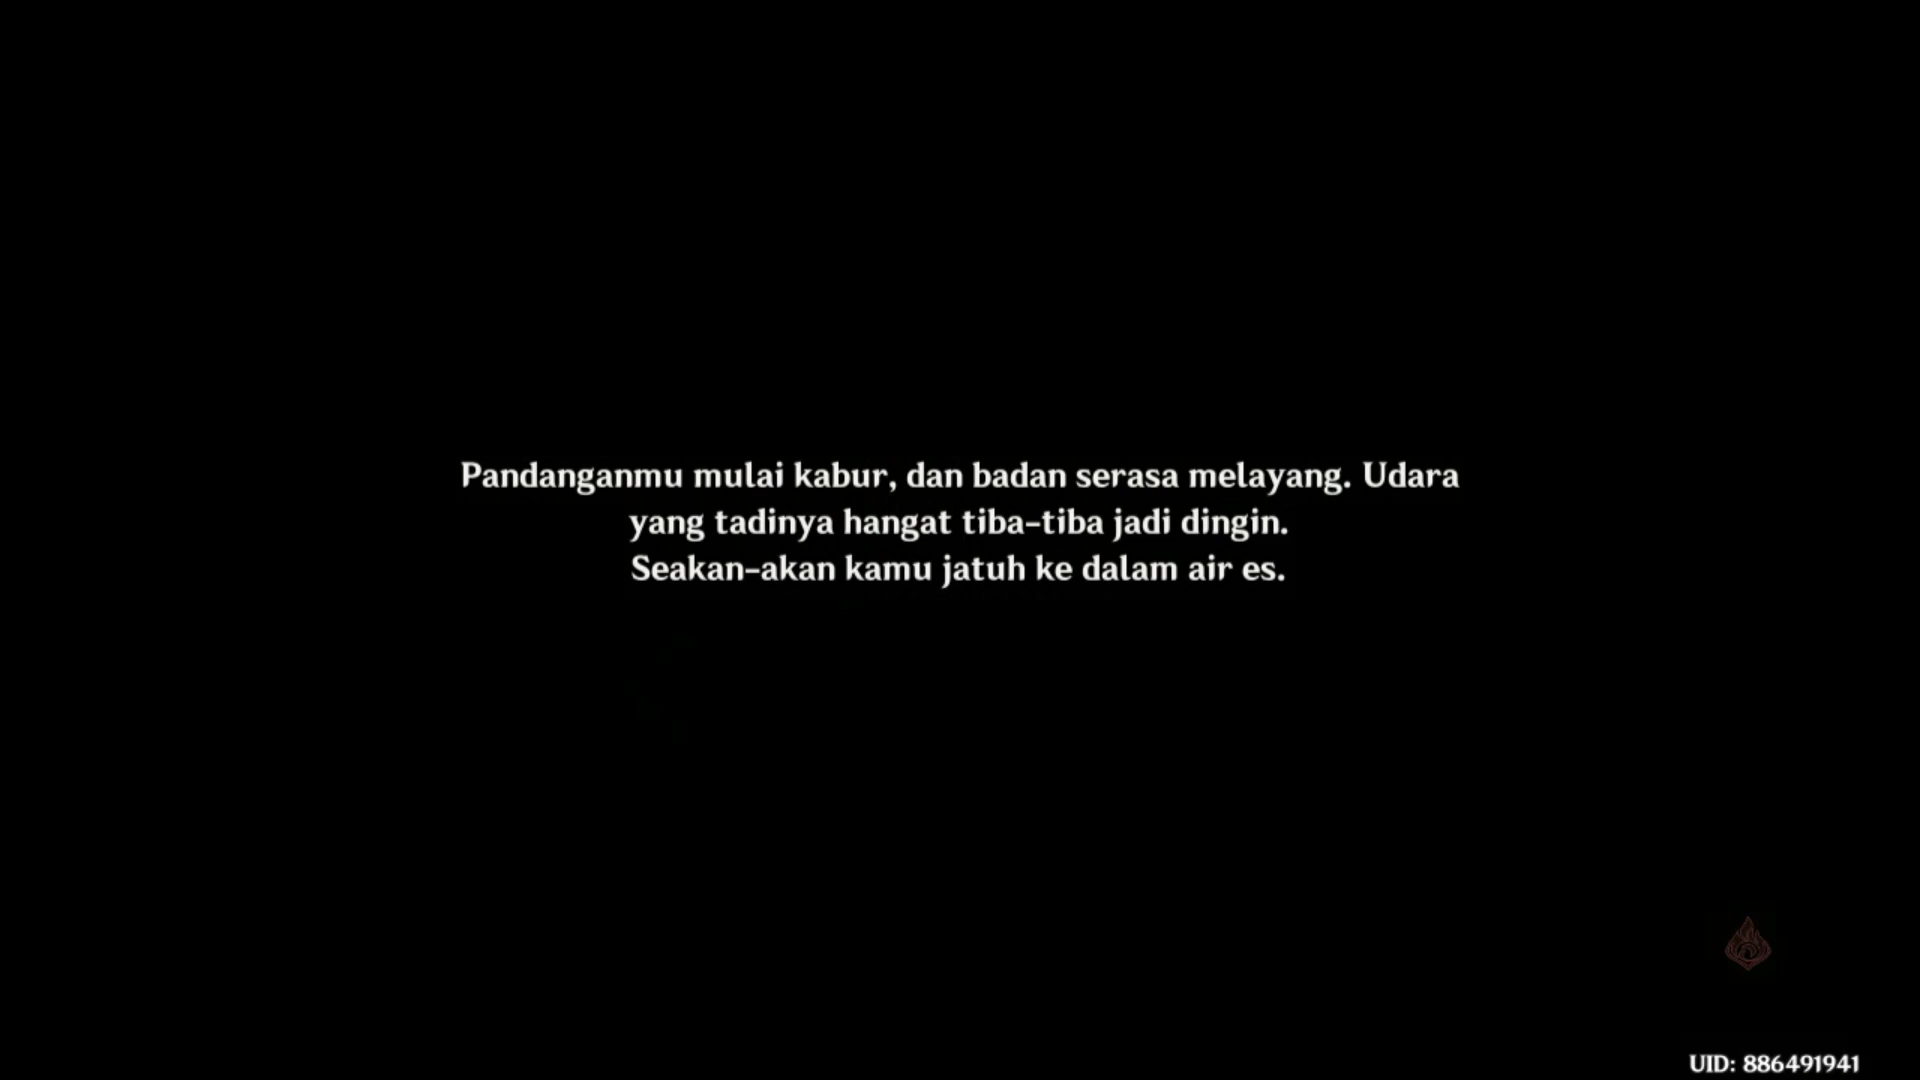 Pandanganmu mulai kabur, dan badan serasa melayang. Udara
yang tadinya hangat tiba-tiba jadi dingin.
Seakan-akan kamu jatuh ke dalam air es.
UID: 886491941